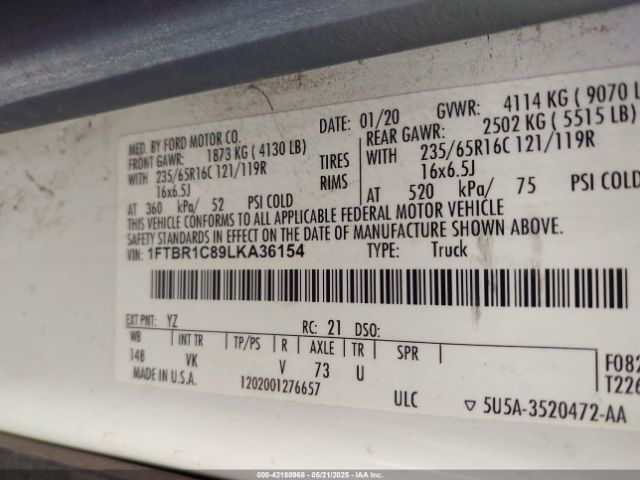 MFD. BY FORD MOTOR CO.
DATE: 01/20 GVWR: 4114 KG ( 9070 L
FRONT GAWR: 1873 KG ( 4130 LB) REAR GAWR: 2502 KG ( 5515 LB)
WITH 235/65R16C 121/119R TIRES WITH 235/65R16C 121/119R
16x6.5J RIMS 16x6.5J
AT 360 kPa/ 52 PSI COLD AT 520 kPa/ 75 PSI COLD
THIS VEHICLE CONFORMS TO ALL APPLICABLE FEDERAL MOTOR VEHICLE
SAFETY STANDARDS IN EFFECT ON THE DATE OF MANUFACTURE SHOWN ABOVE.
VIN: 1FTBR1C89LKA36154 TYPE: Truck
EXT PNT: YZ RC: 21 DSO:
WB INT TR TP/PS R AXLE TR SPR
148 VK V 73 U
F082
T226
MADE IN U.S.A. 1202001276657 ULC ▽ 5U5A-3520472-AA
000-42188968 - 05/21/2025 - IAA Inc.